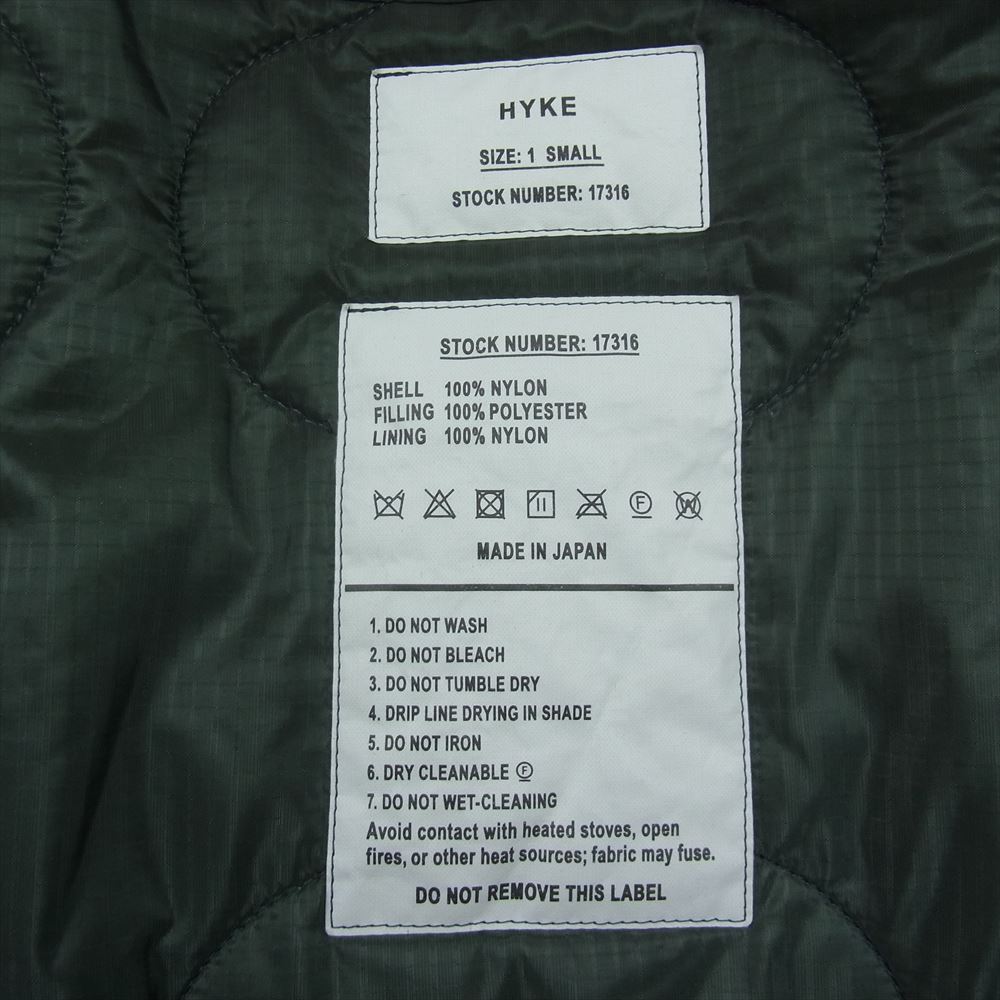 HYKE
SIZE: 1 SMALL
STOCK NUMBER: 17316
STOCK NUMBER: 17316
SHELL 100% NYLON
FILLING 100% POLYESTER
LINING 100% NYLON
F W
MADE IN JAPAN
1. DO NOT WASH
2. DO NOT BLEACH
3. DO NOT TUMBLE DRY
4. DRIP LINE DRYING IN SHADE
5. DO NOT IRON
6. DRY CLEANABLE Ⓕ
7. DO NOT WET-CLEANING
Avoid contact with heated stoves, open
fires, or other heat sources; fabric may fuse.
DO NOT REMOVE THIS LABEL